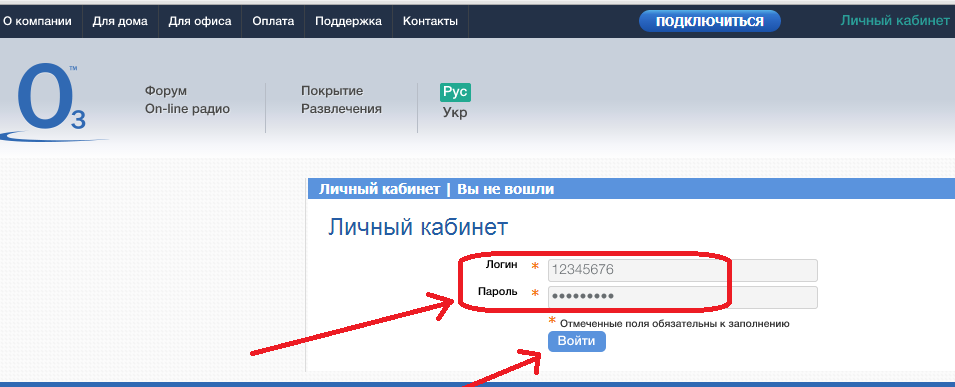 О компании Для дома Для офиса Оплата Поддержка Контакты ПОДКЛЮЧИТЬСЯ Личный кабинет
O3™
Форум
On-line радио
Покрытие
Развлечения
Рус
Укр
Личный кабинет | Вы не вошли
Личный кабинет
Логин * 12345676
Пароль * •••••••••
* Отмеченные поля обязательны к заполнению
Войти